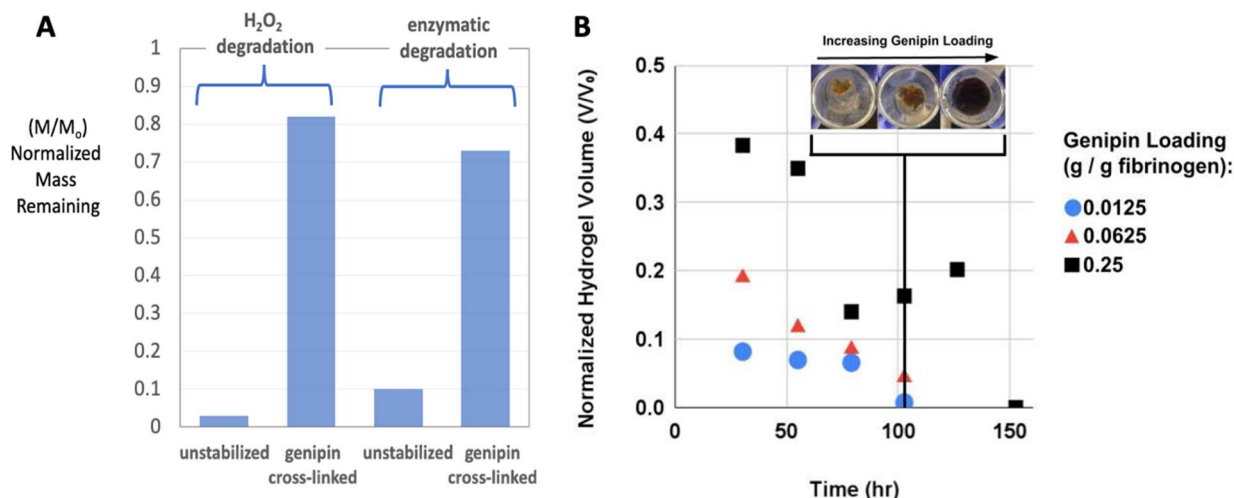 A
H₂O₂
degradation
enzymatic
degradation
(M/Mₒ)
Normalized
Mass
Remaining
1
0.9
0.8
0.7
0.6
0.5
0.4
0.3
0.2
0.1
0
unstabilized
genipin
cross-linked
unstabilized
genipin
cross-linked
B
Increasing Genipin Loading
Normalized Hydrogel Volume (V/V₀)
0.5
0.4
0.3
0.2
0.1
0.0
0
50
100
150
Time (hr)
Genipin Loading
(g / g fibrinogen):
0.0125
0.0625
0.25